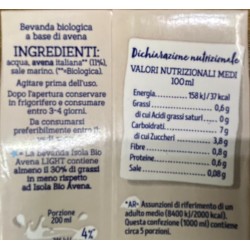 Bevanda biologica
a base di avena
INGREDIENTI:
acqua, avena italiana** (11%),
sale marino. (**=Biologica).
Agitare prima dell'uso.
Dopo l'apertura conservare
in frigorifero e consumare
entro 3-4 giorni.
Da consumarsi
preferibilmente entro il
La Bevanda Isola Bio
Avena LIGHT contiene
almeno il 30% di grassi
in meno rispetto
ad Isola Bio Avena.
Porzione
200 ml
4%
Dichiarazione nutrizionale
VALORI NUTRIZIONALI MEDI
100 ml
Energia 158 kJ/37 kcal
Grassi 0,6 g
di cui Acidi grassi saturi 0 g
Carboidrati 7 g
di cui Zuccheri 3,8 g
Fibre 0,8 g
Proteine 0,6 g
Sale 0,08 g
*AR= Assunzioni di riferimento di un
adulto medio (8400 kJ/2000 kcal).
Questa confezione (1000 ml) contiene
circa 5 porzioni.